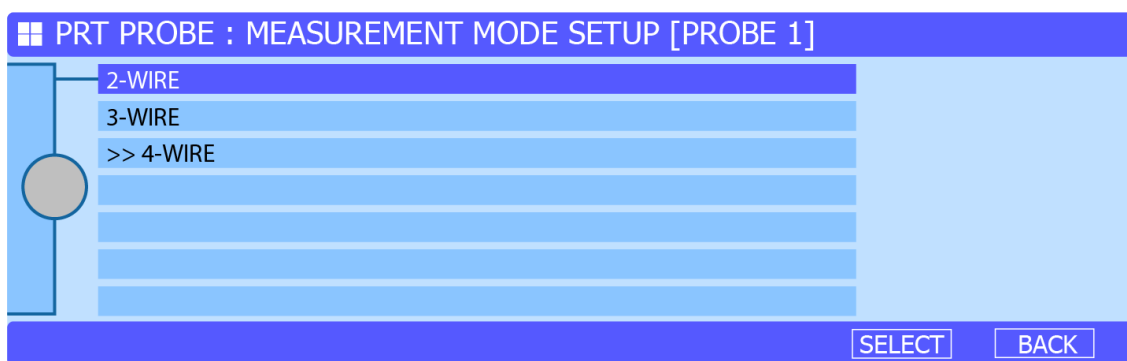 PRT PROBE : MEASUREMENT MODE SETUP [PROBE 1]
2-WIRE
3-WIRE
>> 4-WIRE
SELECT BACK